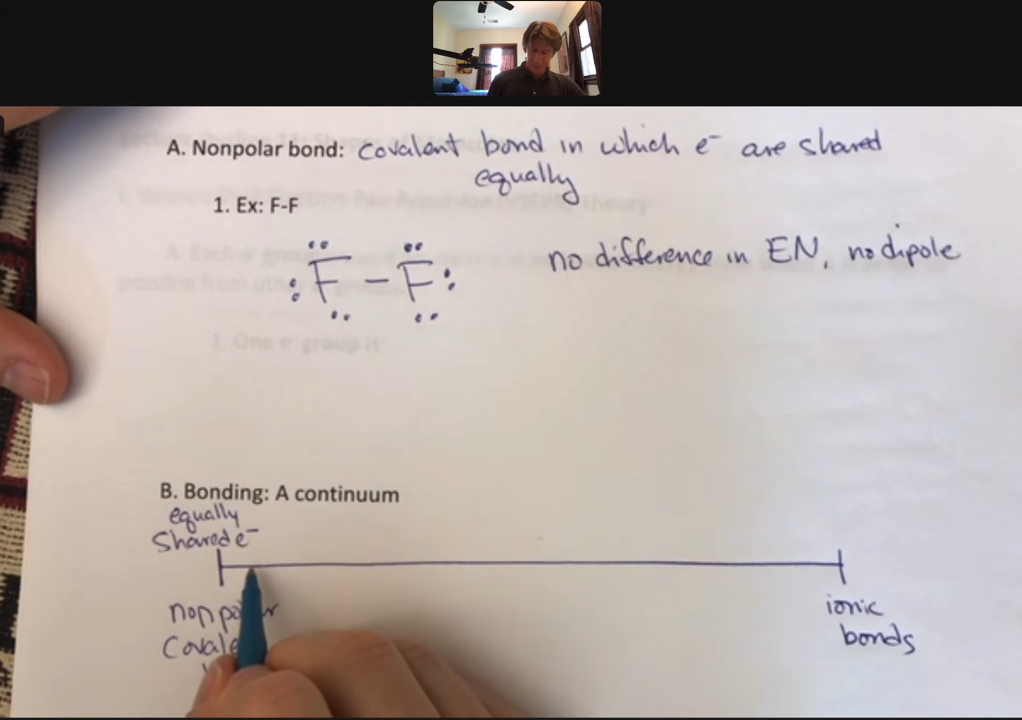 A. Nonpolar bond: Covalent bond in which e⁻ are shared
equally
1. Ex: F-F
:F̈ - F̈:
no difference in EN, no dipole
B. Bonding: A continuum
equally
Shared e⁻
nonpolar
ionic
bonds